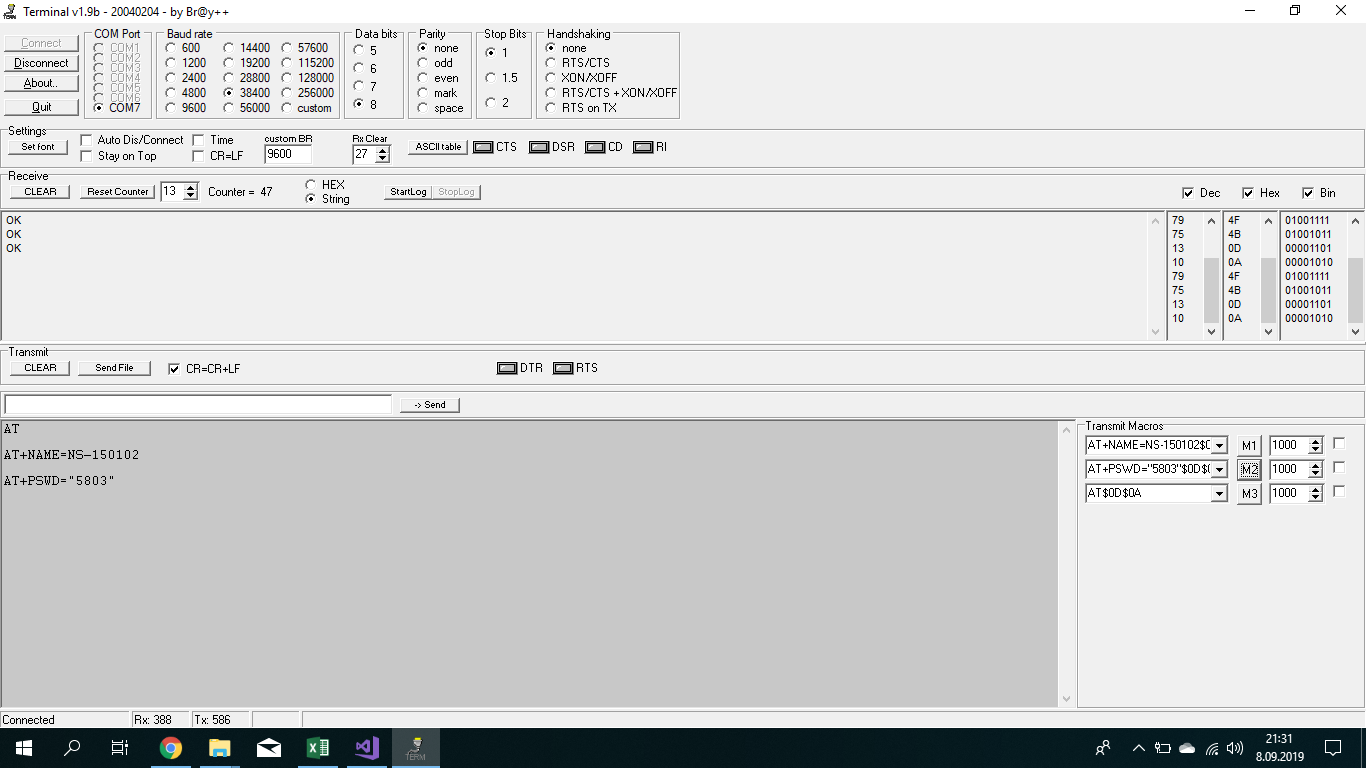 Terminal v1.9b - 20040204 - by Br@y++
Connect
Disconnect
About..
Quit
COM Port
COM1
COM2
COM3
COM4
COM5
COM6
COM7
Baud rate
600 14400 57600
1200 19200 115200
2400 28800 128000
4800 38400 256000
9600 56000 custom
Data bits
5
6
7
8
Parity
none
odd
even
mark
space
Stop Bits
1
1.5
2
Handshaking
none
RTS/CTS
XON/XOFF
RTS/CTS + XON/XOFF
RTS on TX
Settings
Set font
Auto Dis/Connect
Stay on Top
Time
CR=LF
custom BR
9600
Rx Clear
27
ASCII table
CTS DSR CD RI
Receive
CLEAR Reset Counter 13 Counter = 47
HEX
String
StartLog StopLog
Dec Hex Bin
OK
OK
OK
79 4F 01001111
75 4B 01001011
13 0D 00001101
10 0A 00001010
79 4F 01001111
75 4B 01001011
13 0D 00001101
10 0A 00001010
Transmit
CLEAR Send File CR=CR+LF DTR RTS
-> Send
AT
AT+NAME=NS-150102
AT+PSWD="5803"
Transmit Macros
AT+NAME=NS-150102$0 M1 1000
AT+PSWD="5803"$0D$0 M2 1000
AT$0D$0A M3 1000
Connected Rx: 388 Tx: 586
TERM
21:31
8.09.2019